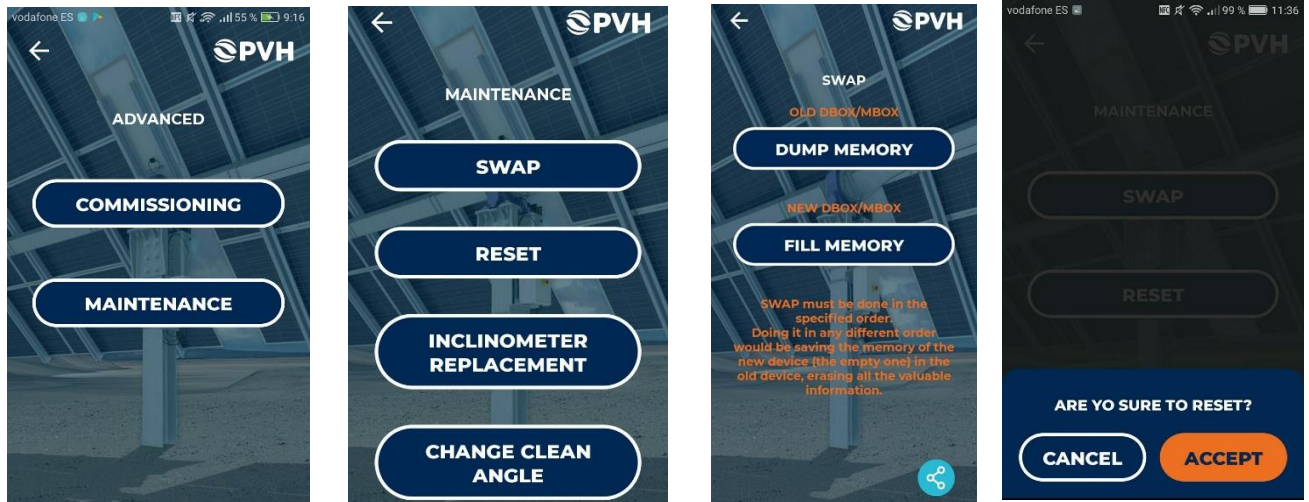 vodafone ES
55 % 9:16
PVH
ADVANCED
COMMISSIONING
MAINTENANCE
PVH
MAINTENANCE
SWAP
RESET
INCLINOMETER
REPLACEMENT
CHANGE CLEAN
ANGLE
PVH
SWAP
OLD DBOX/MBOX
DUMP MEMORY
NEW DBOX/MBOX
FILL MEMORY
SWAP must be done in the
specified order.
Doing it in any different order
would be saving the memory of the
new device (the empty one) in the
old device, erasing all the valuable
information.
vodafone ES
99 % 11:36
PVH
MAINTENANCE
SWAP
RESET
ARE YO SURE TO RESET?
CANCEL
ACCEPT